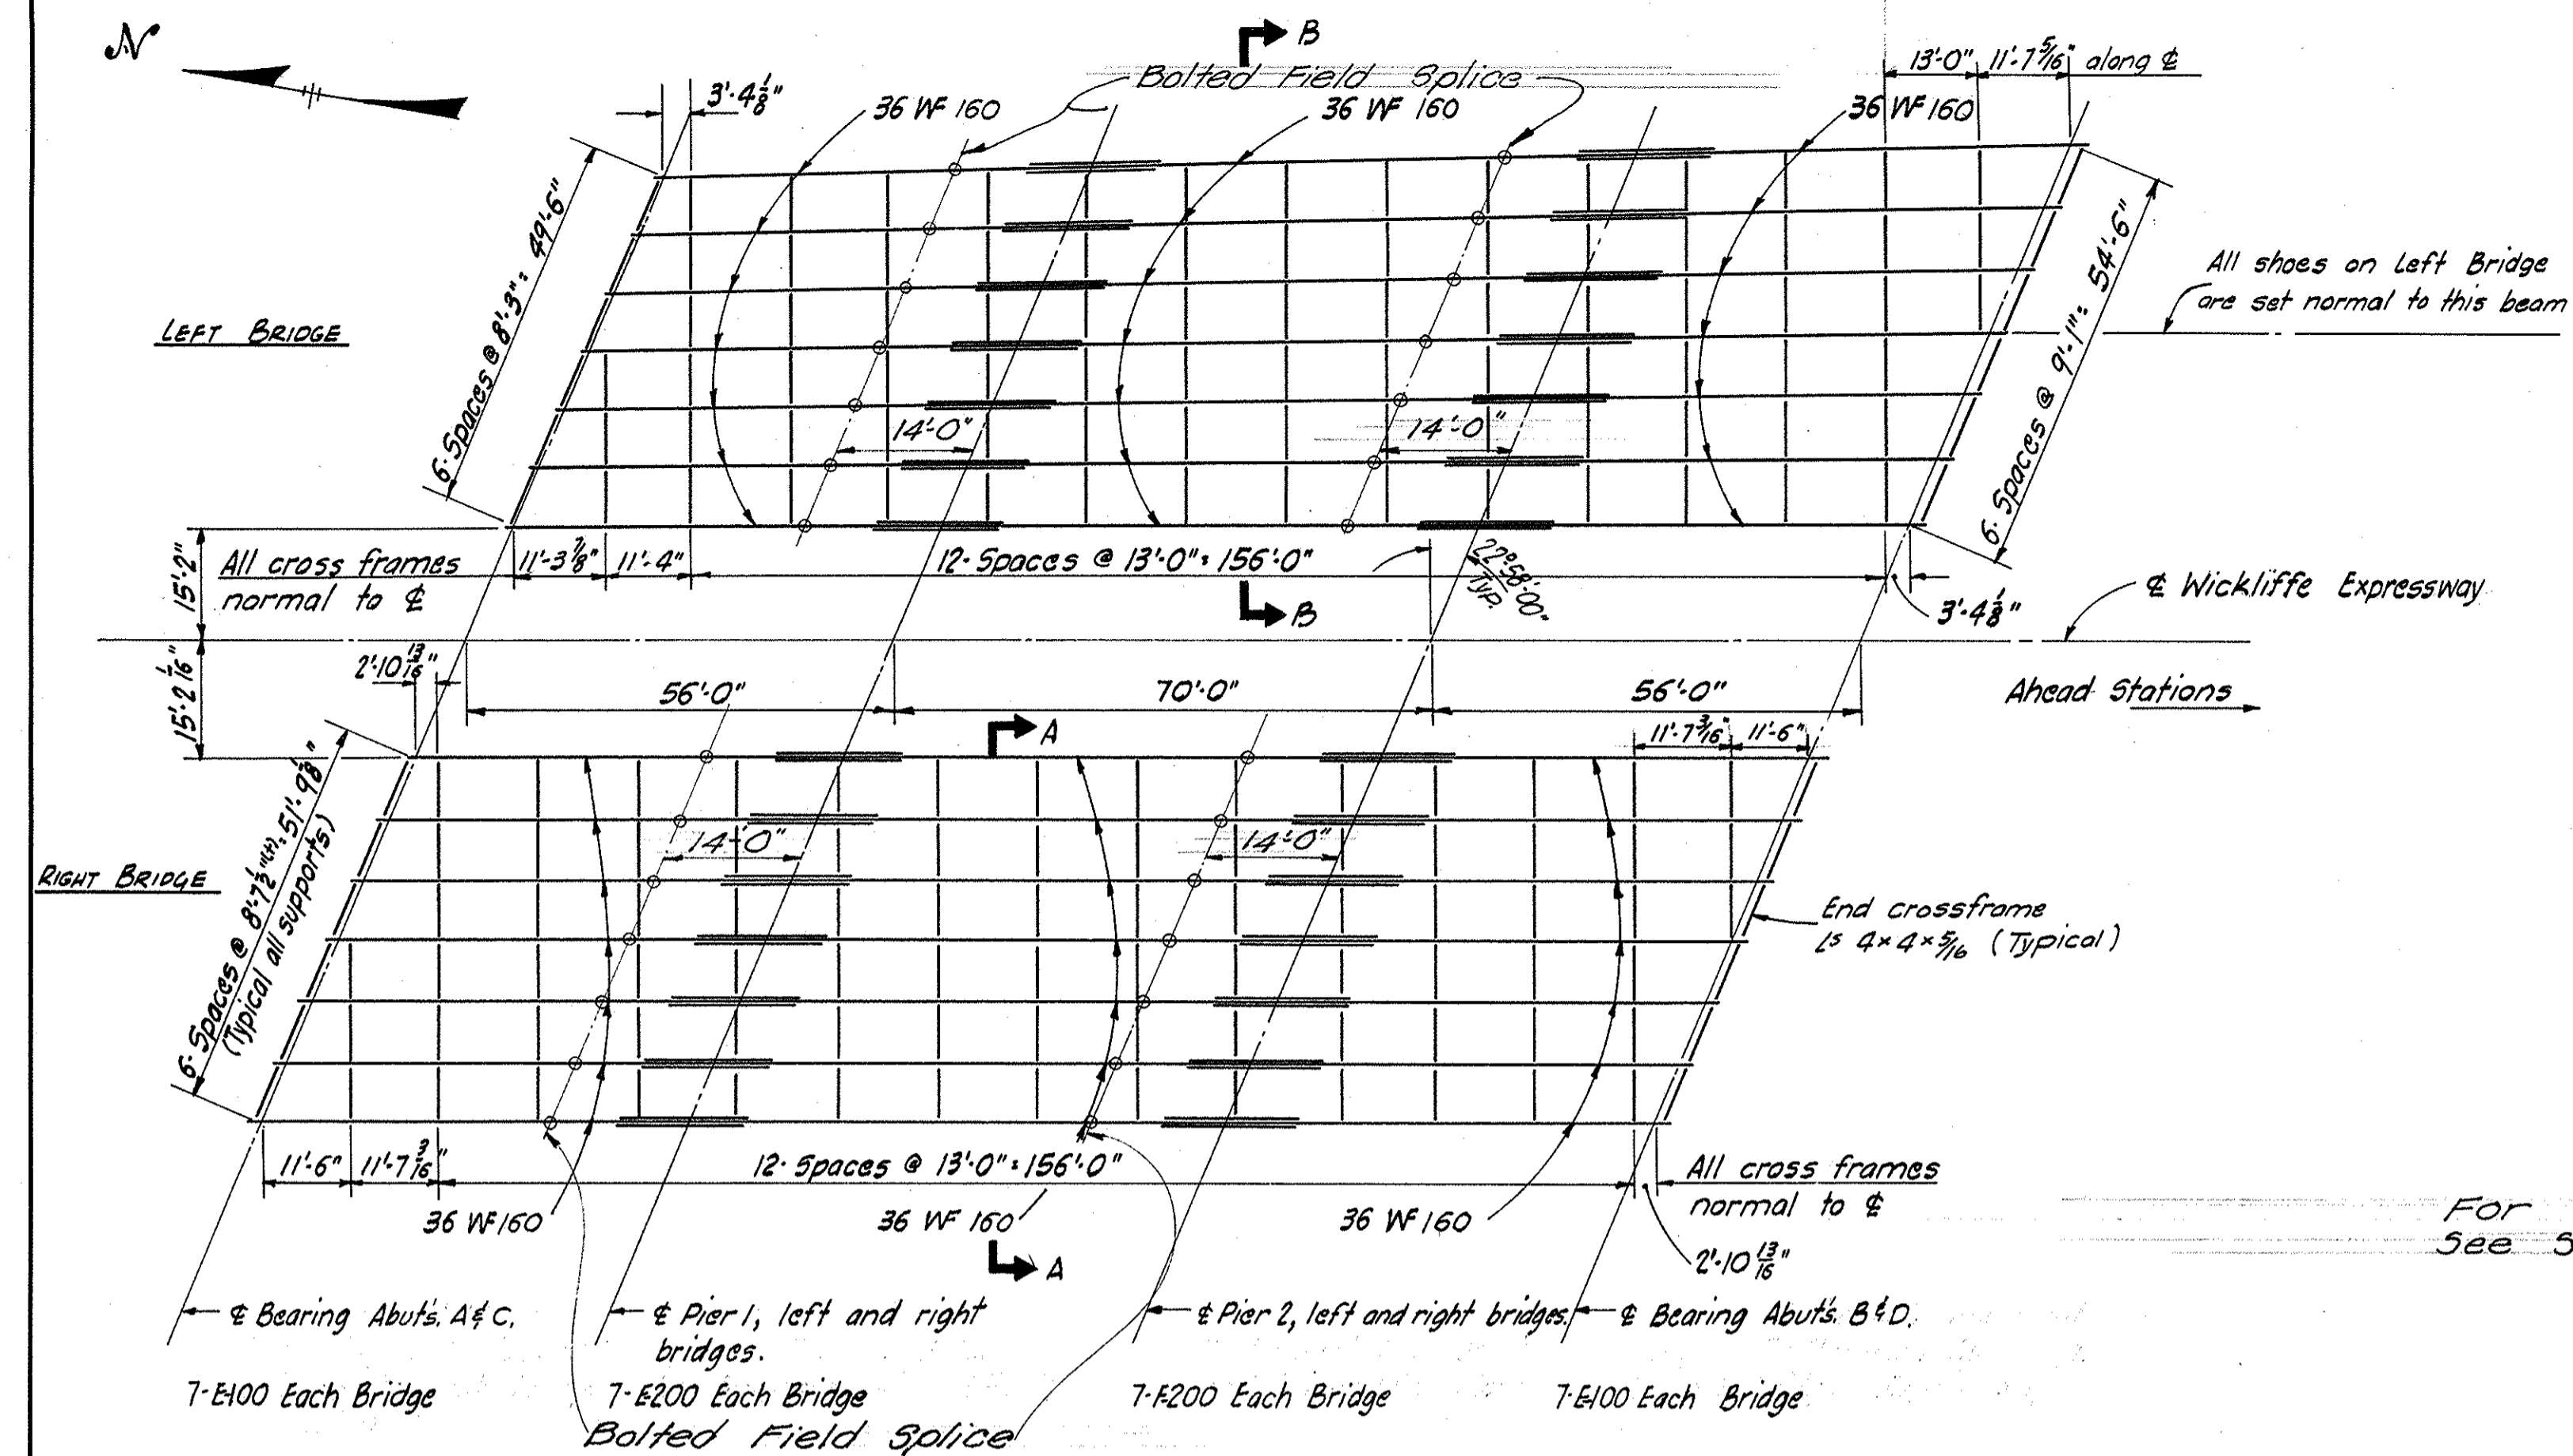 N
B
Bolted Field Splice
3'-4 1/8"
36 WF 160
36 WF 160
36 WF 160
13'-0" 11'-7 5/16" along ℄
6-Spaces @ 8'-3" = 49'-6"
LEFT BRIDGE
All shoes on Left Bridge
are set normal to this beam
6-Spaces @ 9'-1" = 54'-6"
14'-0"
14'-0"
15'-2"
All cross frames
normal to ℄
11'-3 7/8" 11'-4"
12-Spaces @ 13'-0" = 156'-0"
22°58'-00"
Typ.
B
3'-4 1/8"
℄ Wickliffe Expressway
15'-2 1/16"
2'-10 13/16"
56'-0"
70'-0"
56'-0"
Ahead Stations
A
11'-7 3/16" 11'-6"
6-Spaces @ 8'-7 1/2"(±) = 51'-9 1/8"
(Typical all supports)
14'-0"
14'-0"
RIGHT BRIDGE
End crossframe
Ls 4 x 4 x 5/16 (Typical)
11'-6" 11'-7 3/16"
12-Spaces @ 13'-0" = 156'-0"
All cross frames
normal to ℄
36 WF 160
36 WF 160
36 WF 160
2'-10 13/16"
A
For
See S
℄ Bearing Abut's. A & C.
℄ Pier 1, left and right
bridges.
℄ Pier 2, left and right bridges.
℄ Bearing Abut's. B & D.
7-E-100 Each Bridge
7-E-200 Each Bridge
7-E-200 Each Bridge
7-E-100 Each Bridge
Bolted Field Splice